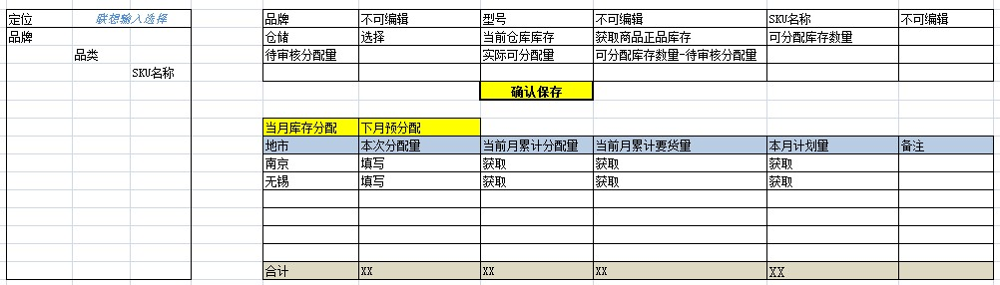 定位 联想输入选择
品牌
品类
SKU名称
品牌 不可编辑 型号 不可编辑 SKU名称 不可编辑
仓储 选择 当前仓库库存 获取商品正品库存 可分配库存数量
待审核分配量 实际可分配量 可分配库存数量-待审核分配量
确认保存
当月库存分配 下月预分配
地市 本次分配量 当前月累计分配量 当前月累计要货量 本月计划量 备注
南京 填写 获取 获取 获取
无锡 填写 获取 获取 获取
合计 XX XX XX XX